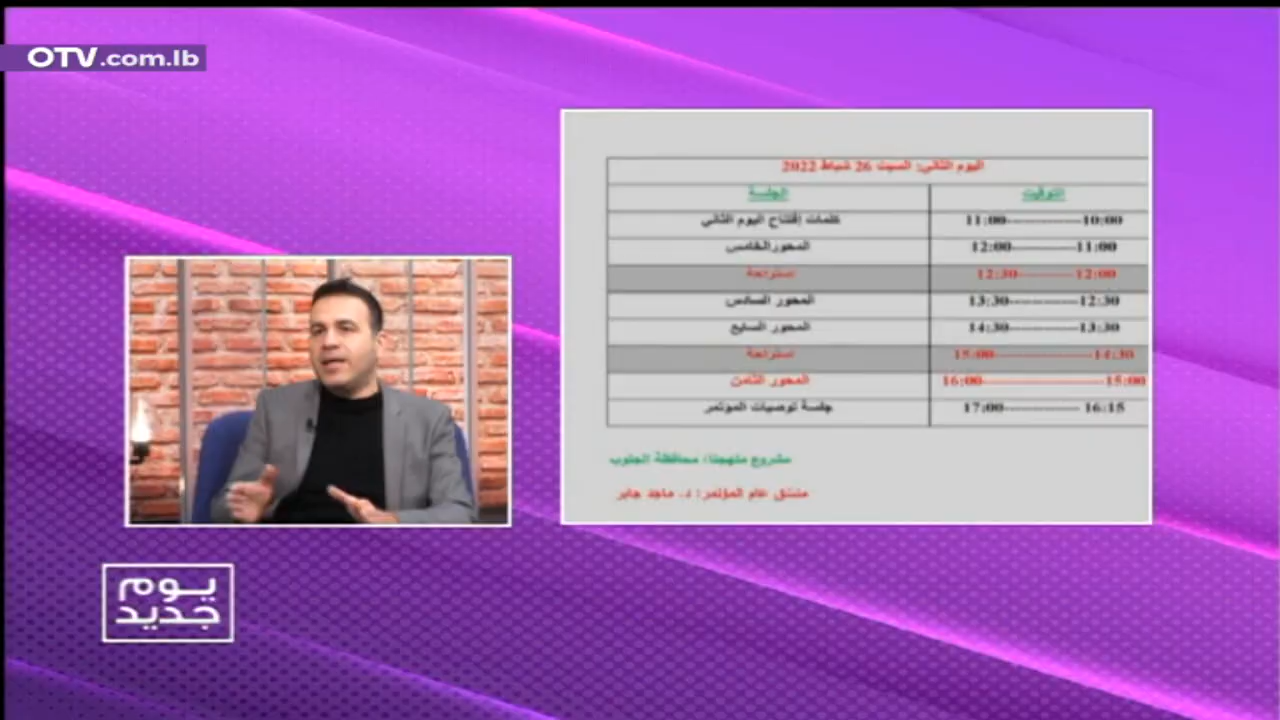 OTV.com.lb
اليوم الثاني: السبت 26 شباط 2022
التوقيت الجلسة
10:00----------------11:00 كلمات إفتتاح اليوم الثاني
11:00------------12:00 المحور الخامس
12:00------------12:30 استراحة
12:30------------13:30 المحور السادس
13:30------------14:30 المحور السابع
14:30----------------15:00 استراحة
15:00--------------------16:00 المحور الثامن
16:15 ------------17:00 جلسة توصيات المؤتمر
مشروع منهجنا/ محافظة الجنوب
منسق عام المؤتمر: د. ماجد جابر
يوم
جديد